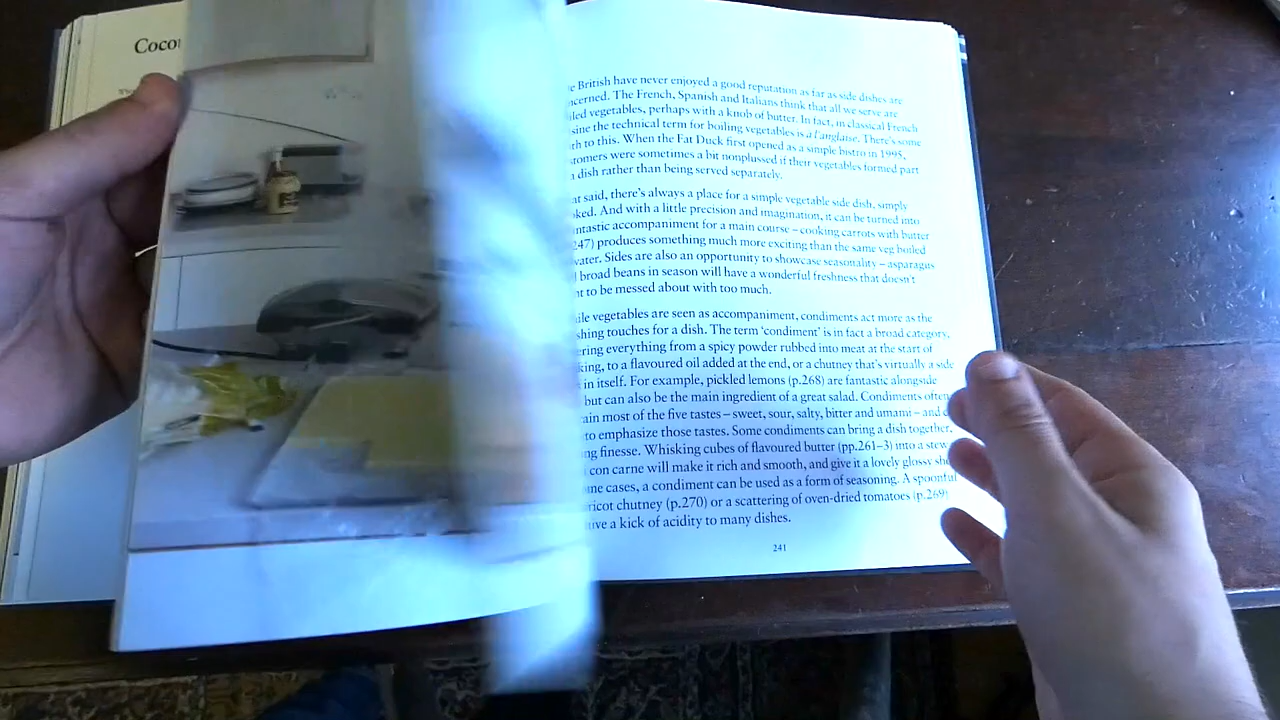 Coco
e British have never enjoyed a good reputation as far as side dishes are
ncerned. The French, Spanish and Italians think that all we serve are
iled vegetables, perhaps with a knob of butter. In fact, in classical French
sine the technical term for boiling vegetables is a l'anglaise. There's some
th to this. When the Fat Duck first opened as a simple bistro in 1995,
tomers were sometimes a bit nonplussed if their vegetables formed part
a dish rather than being served separately.
at said, there's always a place for a simple vegetable side dish, simply
ked. And with a little precision and imagination, it can be turned into
ntastic accompaniment for a main course – cooking carrots with butter
247) produces something much more exciting than the same veg boiled
water. Sides are also an opportunity to showcase seasonality – asparagus
broad beans in season will have a wonderful freshness that doesn't
nt to be messed about with too much.
ile vegetables are seen as accompaniment, condiments act more as the
shing touches for a dish. The term 'condiment' is in fact a broad category,
ering everything from a spicy powder rubbed into meat at the start of
king, to a flavoured oil added at the end, or a chutney that's virtually a side
in itself. For example, pickled lemons (p.268) are fantastic alongside
but can also be the main ingredient of a great salad. Condiments often
ain most of the five tastes – sweet, sour, salty, bitter and umami – and
to emphasize those tastes. Some condiments can bring a dish together,
ng finesse. Whisking cubes of flavoured butter (pp.261–3) into a stew
con carne will make it rich and smooth, and give it a lovely glossy
me cases, a condiment can be used as a form of seasoning. A spoonful
ricot chutney (p.270) or a scattering of oven-dried tomatoes (p.269)
ive a kick of acidity to many dishes.
241